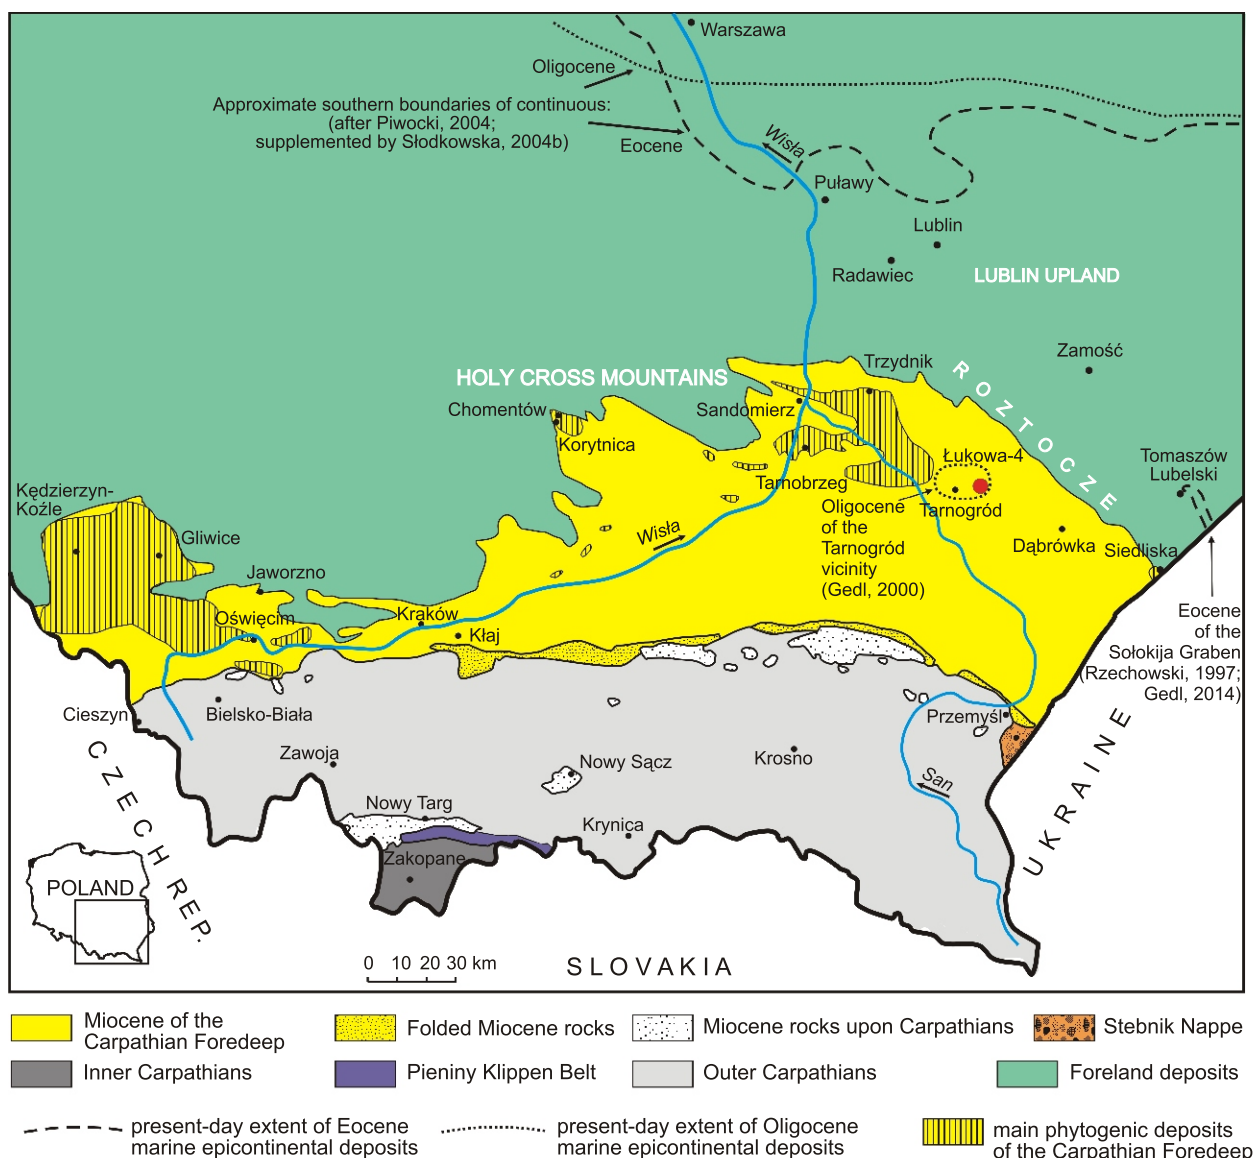 Warszawa
Oligocene
Approximate southern boundaries of continuous:
(after Piwocki, 2004;
supplemented by Słodkowska, 2004b)
Eocene
Wisła
Puławy
Lublin
Radawiec
LUBLIN UPLAND
Zamość
Trzydnik
ROZTOCZE
HOLY CROSS MOUNTAINS
Chomentów
Sandomierz
Korytnica
Łukowa-4
Tomaszów
Lubelski
Tarnobrzeg
Kędzierzyn-
Koźle
Oligocene
of the
Tarnogród
vicinity
(Gedl, 2000)
Tarnogród
Gliwice
Wisła
Dąbrówka
Siedliska
Jaworzno
Eocene
of the
Sołokija Graben
(Rzechowski, 1997;
Gedl, 2014)
Oświęcim
Kraków
Kłaj
Cieszyn
Bielsko-Biała
Przemyśl
Zawoja
Nowy Sącz
Krosno
San
Nowy Targ
Krynica
Zakopane
CZECH REP.
UKRAINE
POLAND
SLOVAKIA
0 10 20 30 km
Miocene of the
Carpathian Foredeep
Folded Miocene rocks
Miocene rocks upon Carpathians
Stebnik Nappe
Inner Carpathians
Pieniny Klippen Belt
Outer Carpathians
Foreland deposits
present-day extent of Eocene
marine epicontinental deposits
present-day extent of Oligocene
marine epicontinental deposits
main phytogenic deposits
of the Carpathian Foredeep